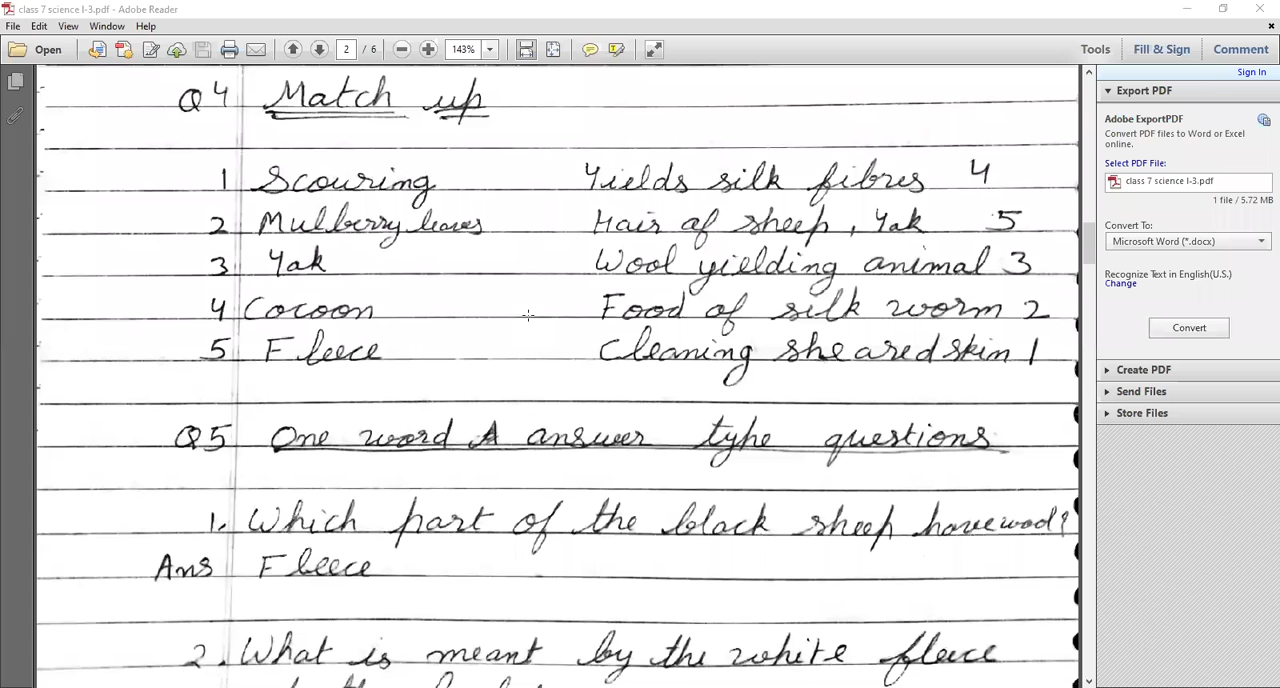 class 7 science I-3.pdf - Adobe Reader
File Edit View Window Help
Open 2 / 6 143% Tools Fill & Sign Comment
Sign In
Export PDF
Adobe ExportPDF
Convert PDF files to Word or Excel online.
Select PDF File:
class 7 science I-3.pdf
1 file / 5.72 MB
Convert To:
Microsoft Word (*.docx)
Recognize Text in English(U.S.)
Change
Convert
Create PDF
Send Files
Store Files
Q4 Match up
1 Scouring Yields silk fibres 4
2 Mulberry leaves Hair of sheep, Yak 5
3 Yak Wool yielding animal 3
4 Cocoon Food of silk worm 2
5 Fleece Cleaning sheared skin 1
Q5 One word A answer type questions
1. Which part of the black sheep have wool?
Ans Fleece
2. What is meant by the white fleece